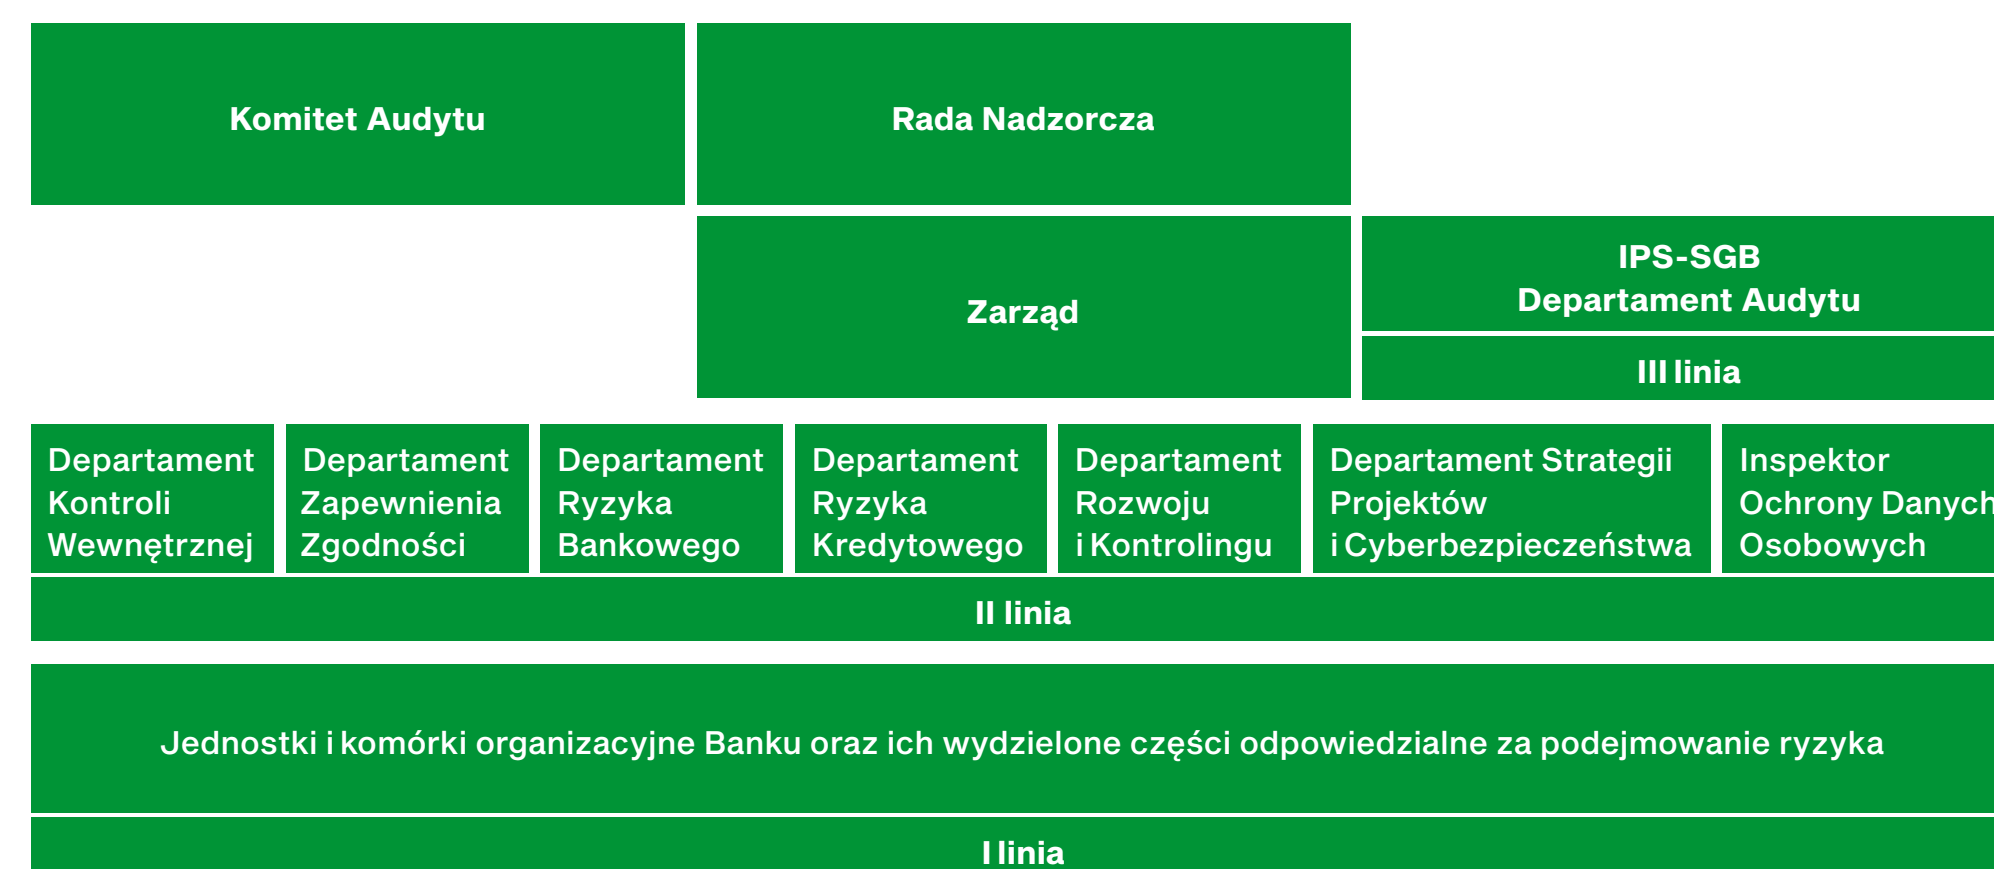 Komitet Audytu
Rada Nadzorcza
Zarząd
IPS-SGB
Departament Audytu
III linia
Departament
Kontroli
Wewnętrznej
Departament
Zapewnienia
Zgodności
Departament
Ryzyka
Bankowego
Departament
Ryzyka
Kredytowego
Departament
Rozwoju
i Kontrolingu
Departament Strategii
Projektów
i Cyberbezpieczeństwa
Inspektor
Ochrony Danych
Osobowych
II linia
Jednostki i komórki organizacyjne Banku oraz ich wydzielone części odpowiedzialne za podejmowanie ryzyka
I linia